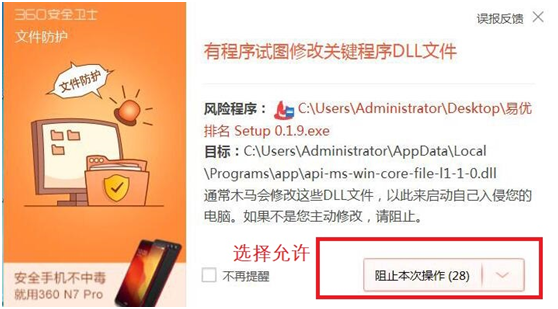 360安全卫士
文件防护
文件防护
安全手机不中毒
就用360 N7 Pro
误报反馈
有程序试图修改关键程序DLL文件
风险程序： C:\Users\Administrator\Desktop\易优
排名 Setup 0.1.9.exe
目标： C:\Users\Administrator\AppData\Local
\Programs\app\api-ms-win-core-file-l1-1-0.dll
通常木马会修改这些DLL文件，以此来启动自己入侵您的
电脑。如果不是您主动修改，请阻止。
选择允许
不再提醒
阻止本次操作 (28)